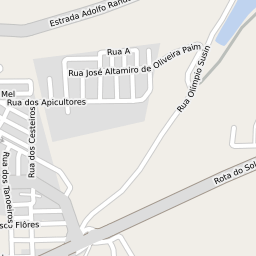 Estrada Adolfo Rand
Rua A
Rua José Altamiro de Oliveira Paim
Mel
Rua dos Apicultores
Rua Olímpio Susin
Rua dos Cesteiros
Rua dos Tanoeiros
Rota do Sol
sco Flôres